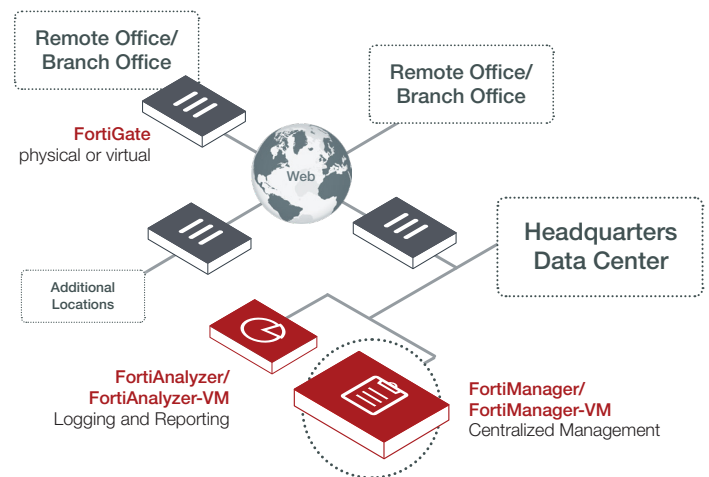 Remote Office/
Branch Office
Remote Office/
Branch Office
FortiGate
physical or virtual
Web
Headquarters
Data Center
Additional
Locations
FortiAnalyzer/
FortiAnalyzer-VM
Logging and Reporting
FortiManager/
FortiManager-VM
Centralized Management